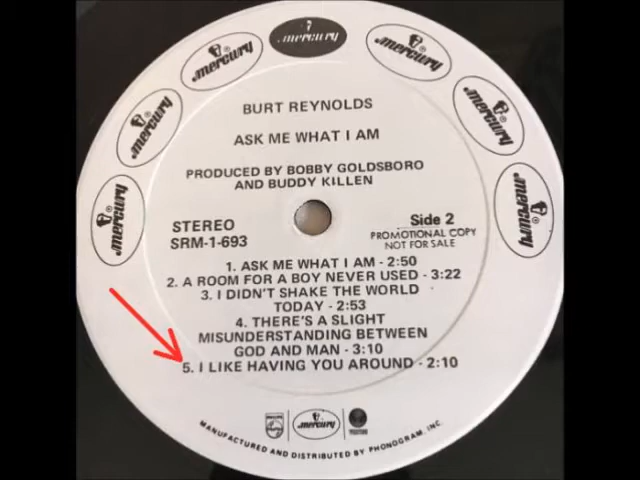 mercury
mercury
mercury
mercury
mercury
mercury
mercury
BURT REYNOLDS
ASK ME WHAT I AM
PRODUCED BY BOBBY GOLDSBORO
AND BUDDY KILLEN
STEREO
SRM-1-693
Side 2
PROMOTIONAL COPY
NOT FOR SALE
1. ASK ME WHAT I AM - 2:50
2. A ROOM FOR A BOY NEVER USED - 3:22
3. I DIDN'T SHAKE THE WORLD
TODAY - 2:53
4. THERE'S A SLIGHT
MISUNDERSTANDING BETWEEN
GOD AND MAN - 3:10
5. I LIKE HAVING YOU AROUND - 2:10
PHILIPS
mercury
MANUFACTURED AND DISTRIBUTED BY PHONOGRAM, INC.